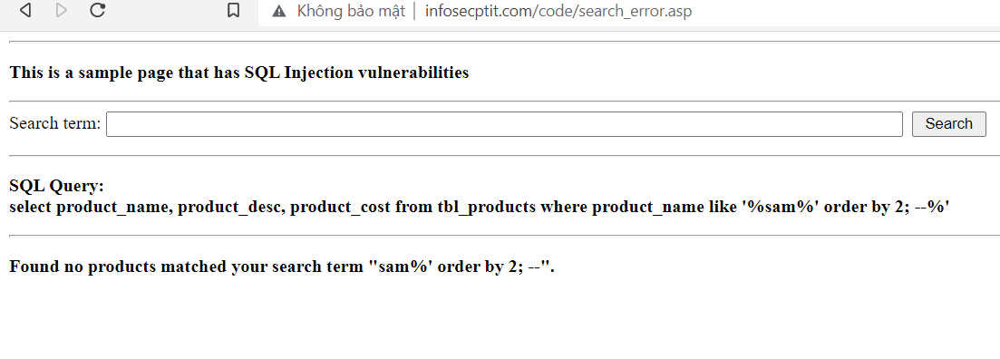 Không bảo mật | infosecptit.com/code/search_error.asp
This is a sample page that has SQL Injection vulnerabilities
Search term: Search
SQL Query:
select product_name, product_desc, product_cost from tbl_products where product_name like '%sam%' order by 2; --%'
Found no products matched your search term "sam%' order by 2; --".